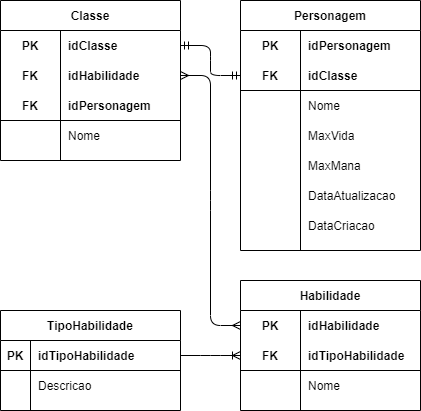 Classe
PK idClasse
FK idHabilidade
FK idPersonagem
Nome
Personagem
PK idPersonagem
FK idClasse
Nome
MaxVida
MaxMana
DataAtualizacao
DataCriacao
TipoHabilidade
PK idTipoHabilidade
Descricao
Habilidade
PK idHabilidade
FK idTipoHabilidade
Nome